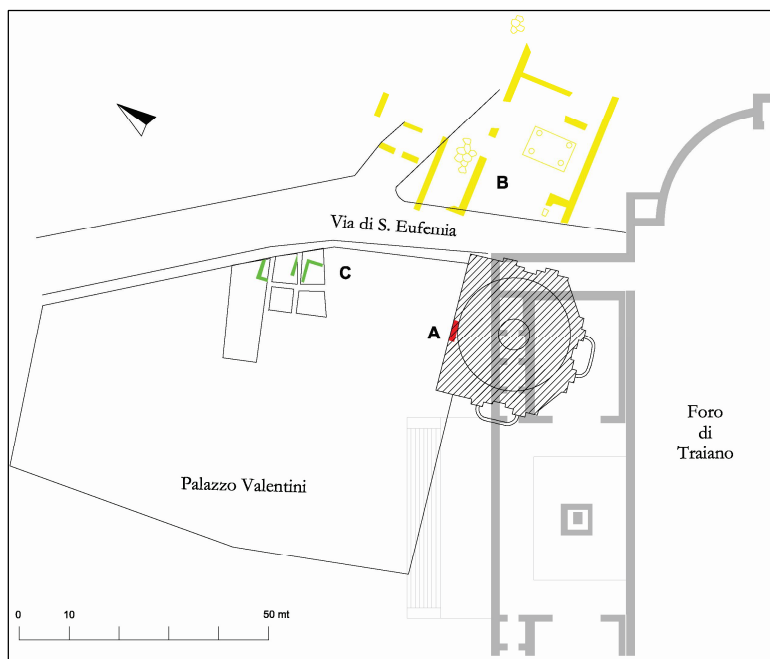 B
Via di S. Eufemia
C
A
Foro
di
Traiano
Palazzo Valentini
0 10 50 mt